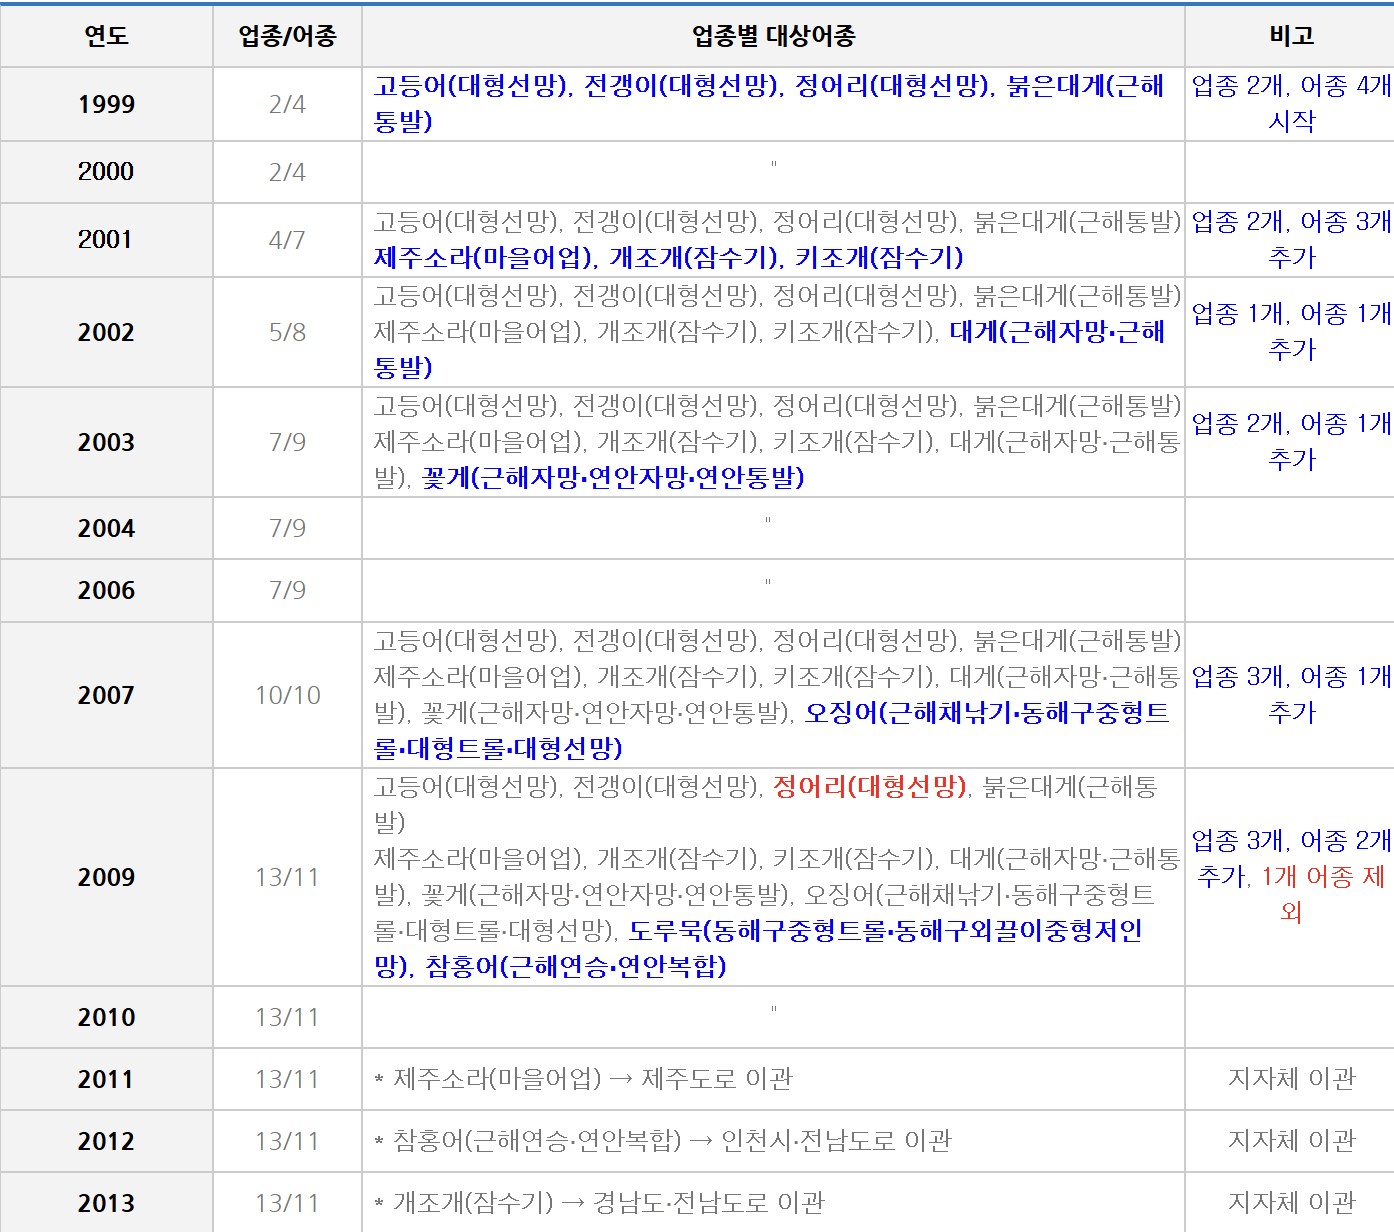 연도 업종/어종 업종별 대상어종 비고
1999 2/4 고등어(대형선망), 전갱이(대형선망), 정어리(대형선망), 붉은대게(근해
통발) 업종 2개, 어종 4개
시작
2000 2/4 "
2001 4/7 고등어(대형선망), 전갱이(대형선망), 정어리(대형선망), 붉은대게(근해통발)
제주소라(마을어업), 개조개(잠수기), 키조개(잠수기) 업종 2개, 어종 3개
추가
2002 5/8 고등어(대형선망), 전갱이(대형선망), 정어리(대형선망), 붉은대게(근해통발)
제주소라(마을어업), 개조개(잠수기), 키조개(잠수기), 대게(근해자망·근해
통발) 업종 1개, 어종 1개
추가
2003 7/9 고등어(대형선망), 전갱이(대형선망), 정어리(대형선망), 붉은대게(근해통발)
제주소라(마을어업), 개조개(잠수기), 키조개(잠수기), 대게(근해자망·근해통
발), 꽃게(근해자망·연안자망·연안통발) 업종 2개, 어종 1개
추가
2004 7/9 "
2006 7/9 "
2007 10/10 고등어(대형선망), 전갱이(대형선망), 정어리(대형선망), 붉은대게(근해통발)
제주소라(마을어업), 개조개(잠수기), 키조개(잠수기), 대게(근해자망·근해통
발), 꽃게(근해자망·연안자망·연안통발), 오징어(근해채낚기·동해구중형트
롤·대형트롤·대형선망) 업종 3개, 어종 1개
추가
2009 13/11 고등어(대형선망), 전갱이(대형선망), 정어리(대형선망), 붉은대게(근해통
발)
제주소라(마을어업), 개조개(잠수기), 키조개(잠수기), 대게(근해자망·근해통
발), 꽃게(근해자망·연안자망·연안통발), 오징어(근해채낚기·동해구중형트
롤·대형트롤·대형선망), 도루묵(동해구중형트롤·동해구외끌이중형저인
망), 참홍어(근해연승·연안복합) 업종 3개, 어종 2개
추가, 1개 어종 제
외
2010 13/11 "
2011 13/11 * 제주소라(마을어업) → 제주도로 이관 지자체 이관
2012 13/11 * 참홍어(근해연승·연안복합) → 인천시·전남도로 이관 지자체 이관
2013 13/11 * 개조개(잠수기) → 경남도·전남도로 이관 지자체 이관